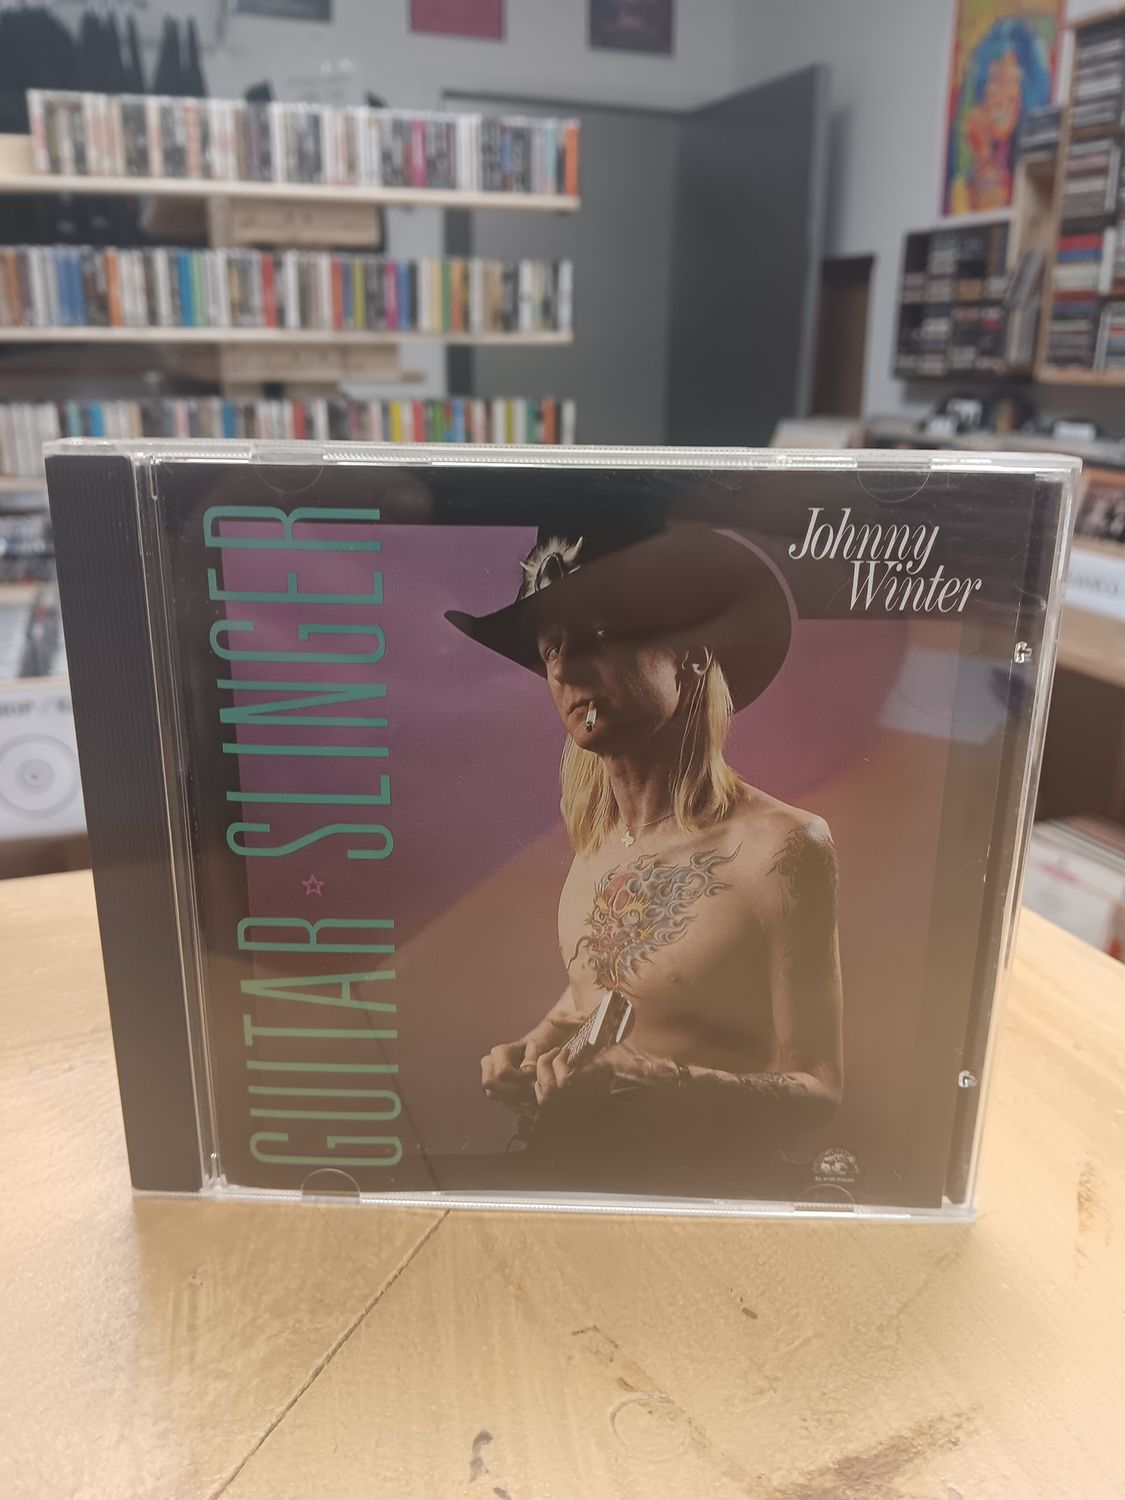 Johnny
Winter
GUITAR ☆ SLINGER